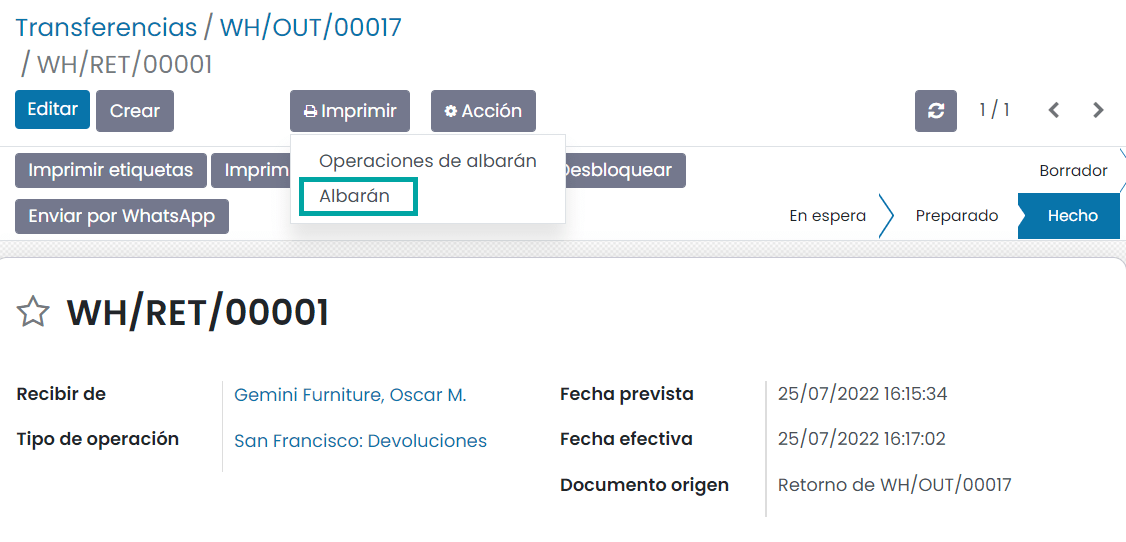 Transferencias / WH/OUT/00017
/ WH/RET/00001
Editar Crear Imprimir Acción 1 / 1
Operaciones de albarán
Albarán
Imprimir etiquetas Imprim Desbloquear Borrador
Enviar por WhatsApp En espera Preparado Hecho
WH/RET/00001
Recibir de Gemini Furniture, Oscar M. Fecha prevista 25/07/2022 16:15:34
Tipo de operación San Francisco: Devoluciones Fecha efectiva 25/07/2022 16:17:02
Documento origen Retorno de WH/OUT/00017